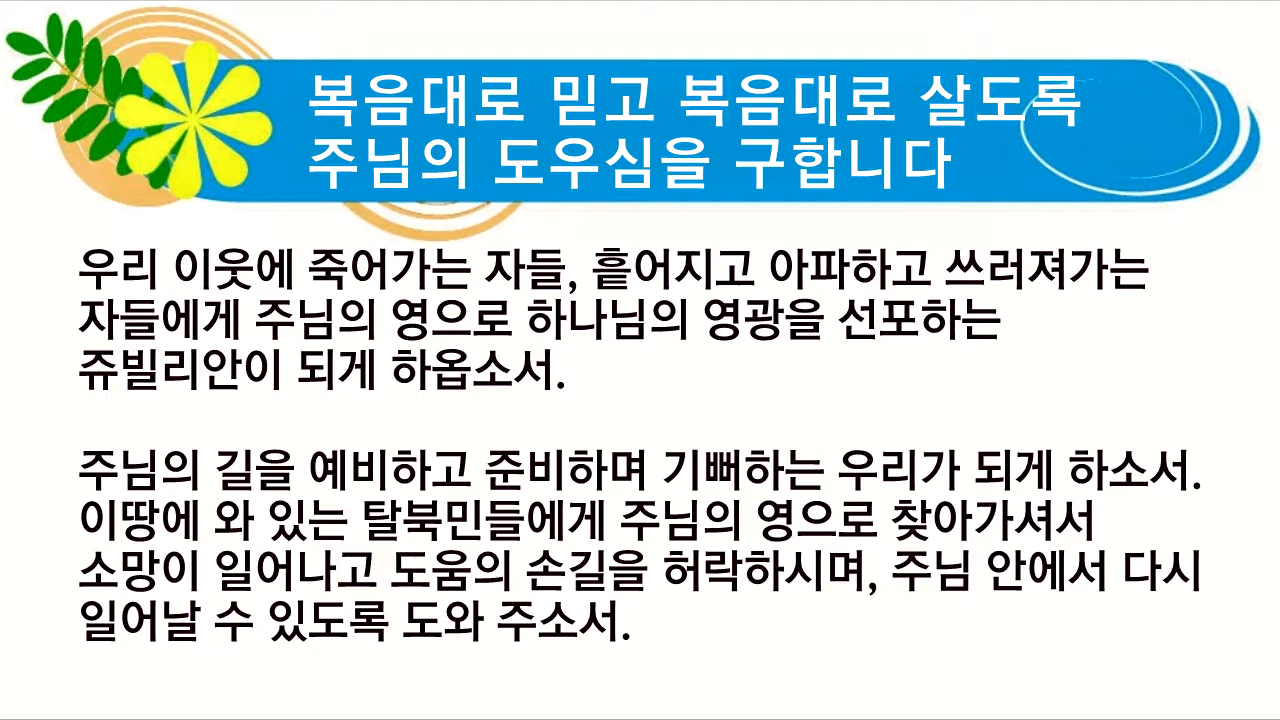 복음대로 믿고 복음대로 살도록
주님의 도우심을 구합니다
우리 이웃에 죽어가는 자들, 흩어지고 아파하고 쓰러져가는
자들에게 주님의 영으로 하나님의 영광을 선포하는
쥬빌리안이 되게 하옵소서.
주님의 길을 예비하고 준비하며 기뻐하는 우리가 되게 하소서.
이땅에 와 있는 탈북민들에게 주님의 영으로 찾아가셔서
소망이 일어나고 도움의 손길을 허락하시며, 주님 안에서 다시
일어날 수 있도록 도와 주소서.